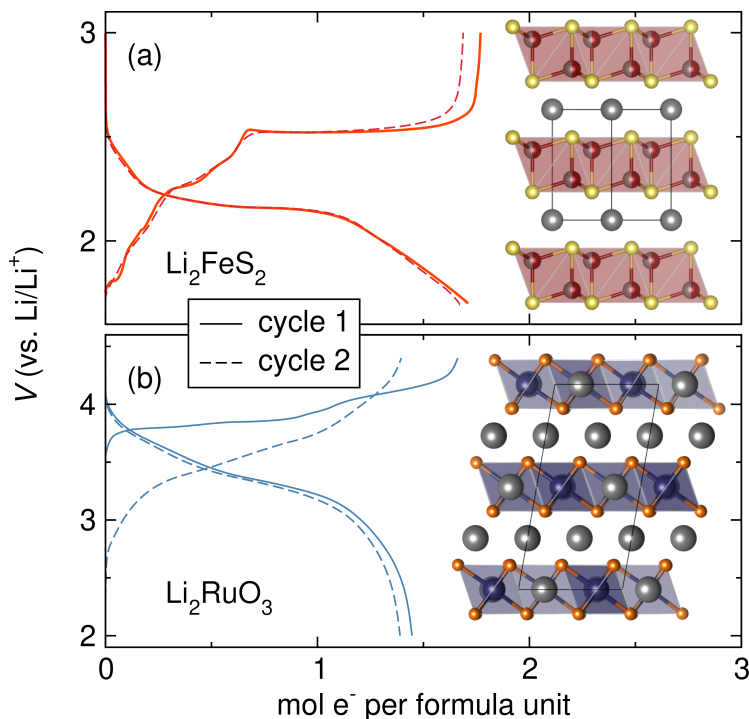 3
(a)
2
Li₂FeS₂
cycle 1
cycle 2
V (vs. Li/Li⁺)
(b)
4
3
Li₂RuO₃
2
0 1 2 3
mol e⁻ per formula unit